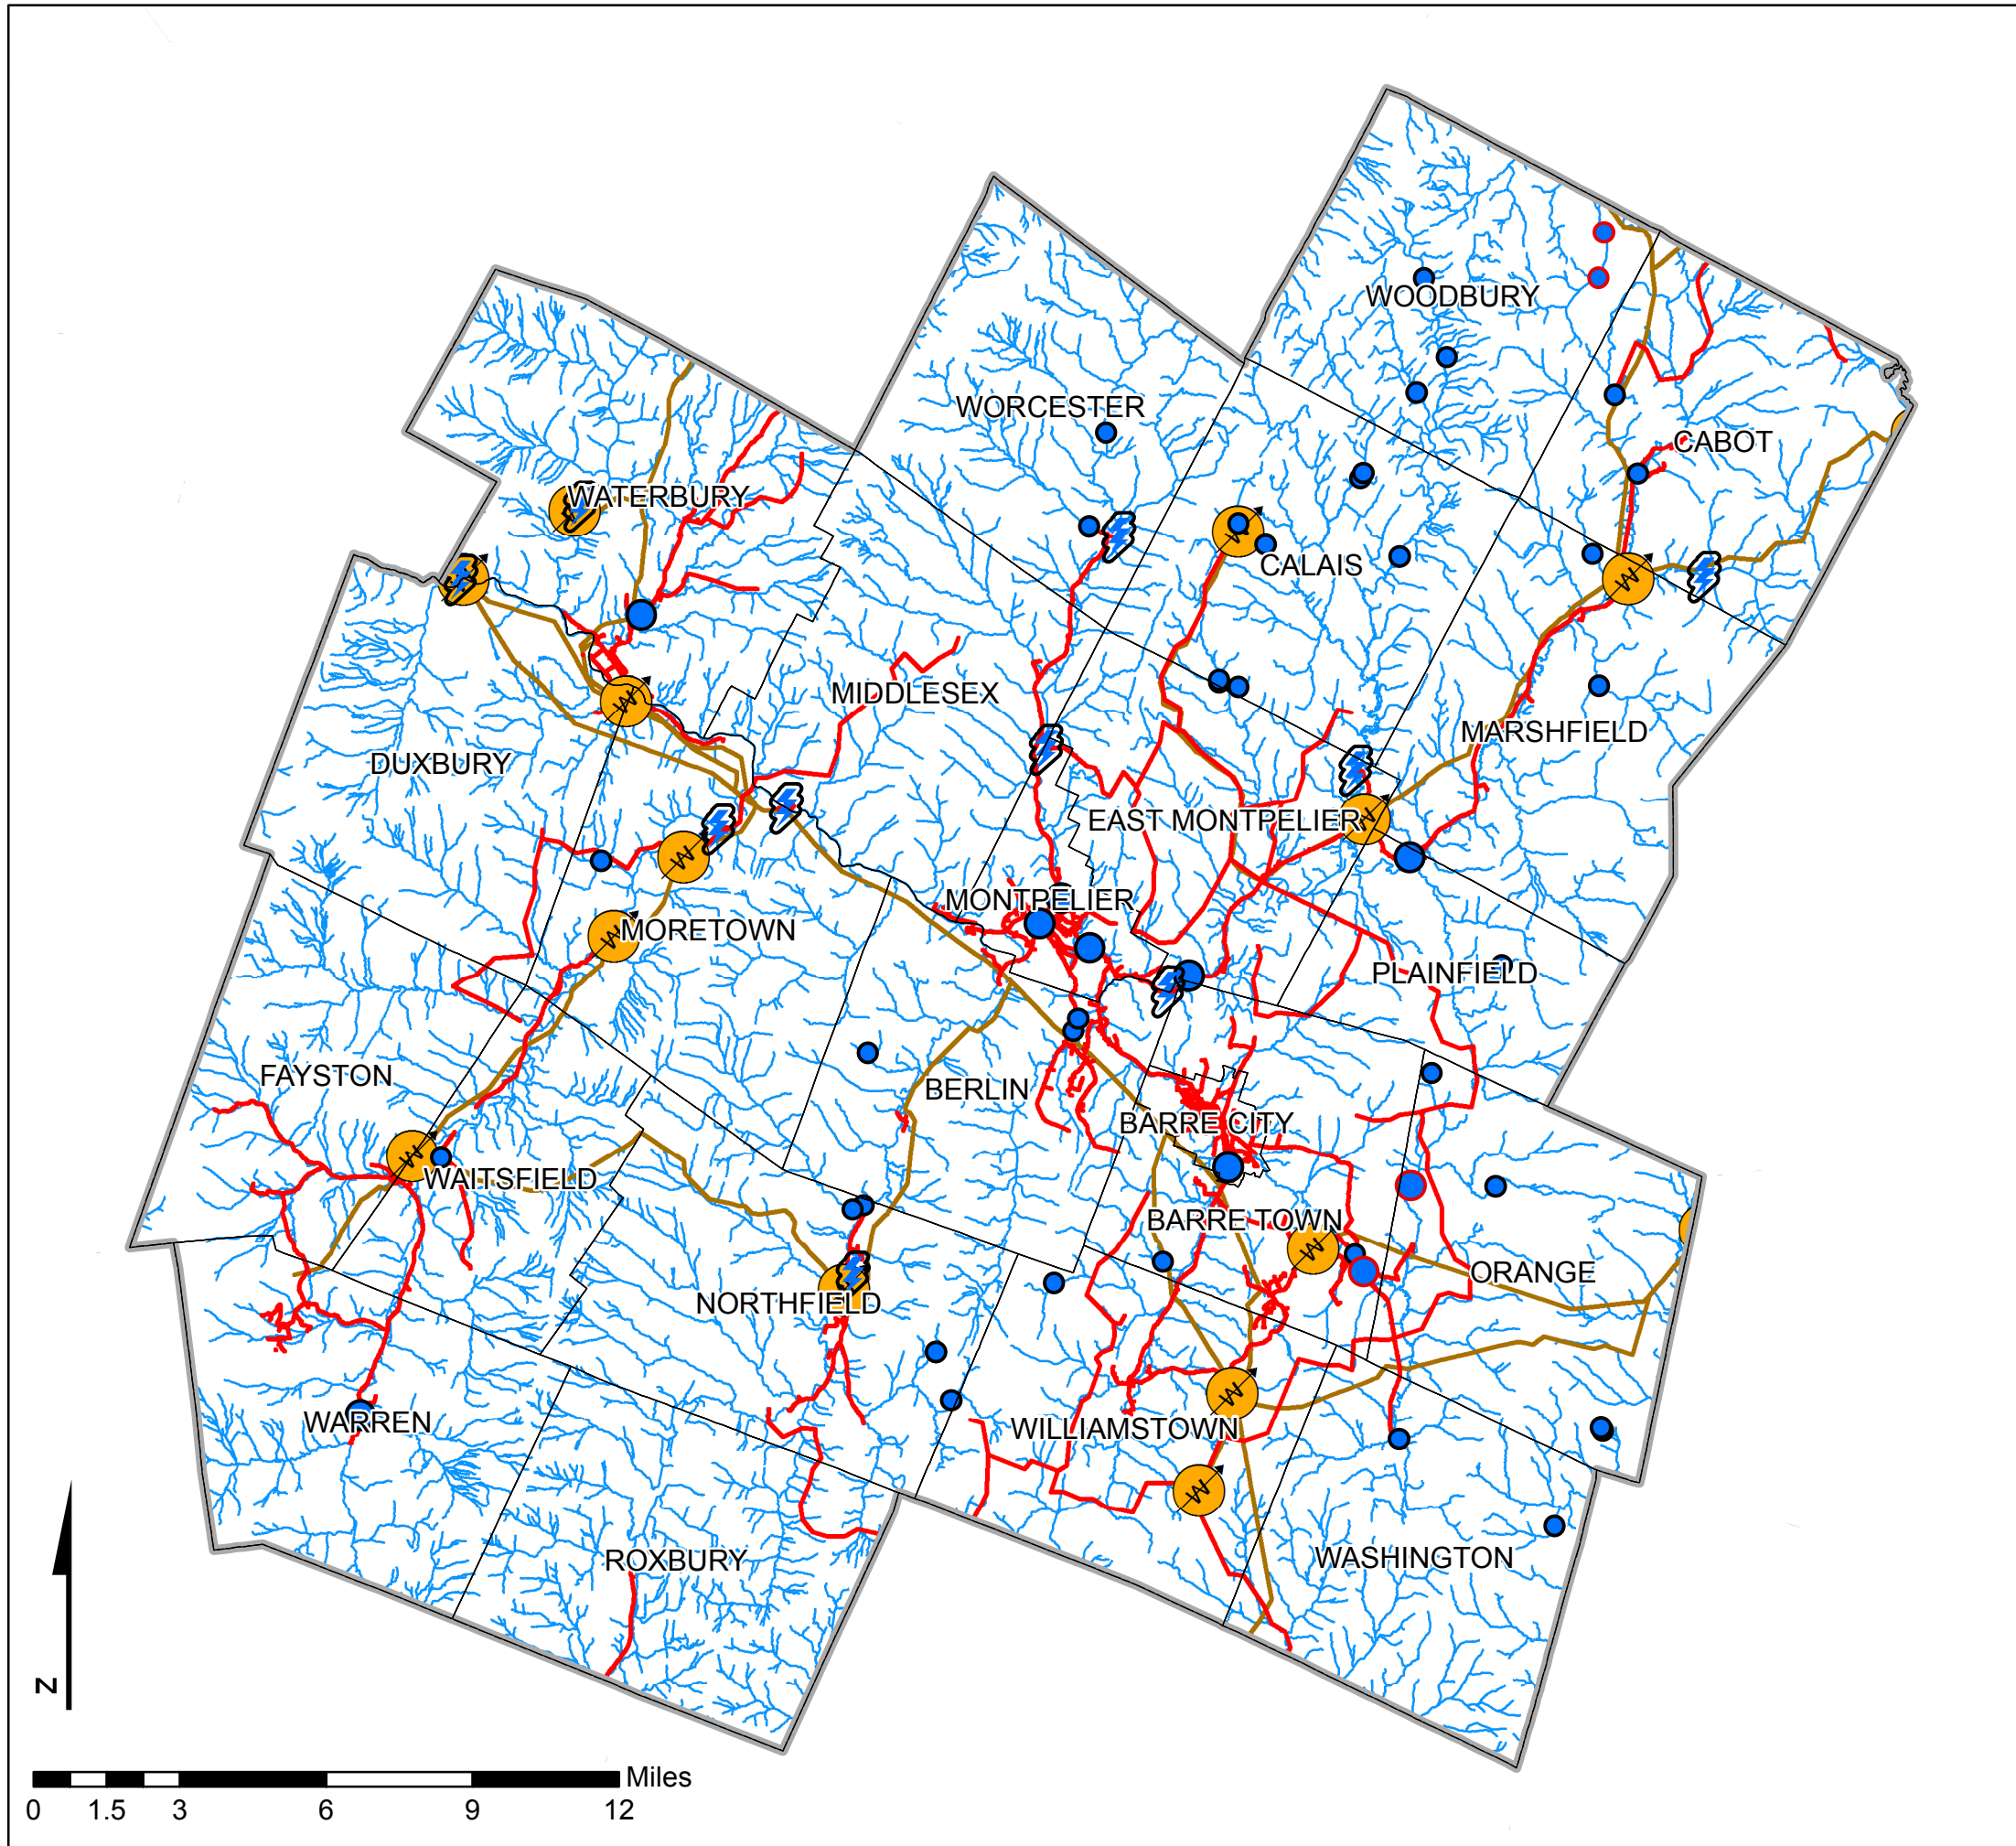 WOODBURY
WORCESTER
CABOT
WATERBURY
CALAIS
MIDDLESEX
MARSHFIELD
DUXBURY
EAST MONTPELIER
MONTPELIER
MORETOWN
PLAINFIELD
FAYSTON
BERLIN
BARRE CITY
WAITSFIELD
BARRE TOWN
ORANGE
NORTHFIELD
WARREN
WILLIAMSTOWN
ROXBURY
WASHINGTON
N
Miles
0 1.5 3 6 9 12